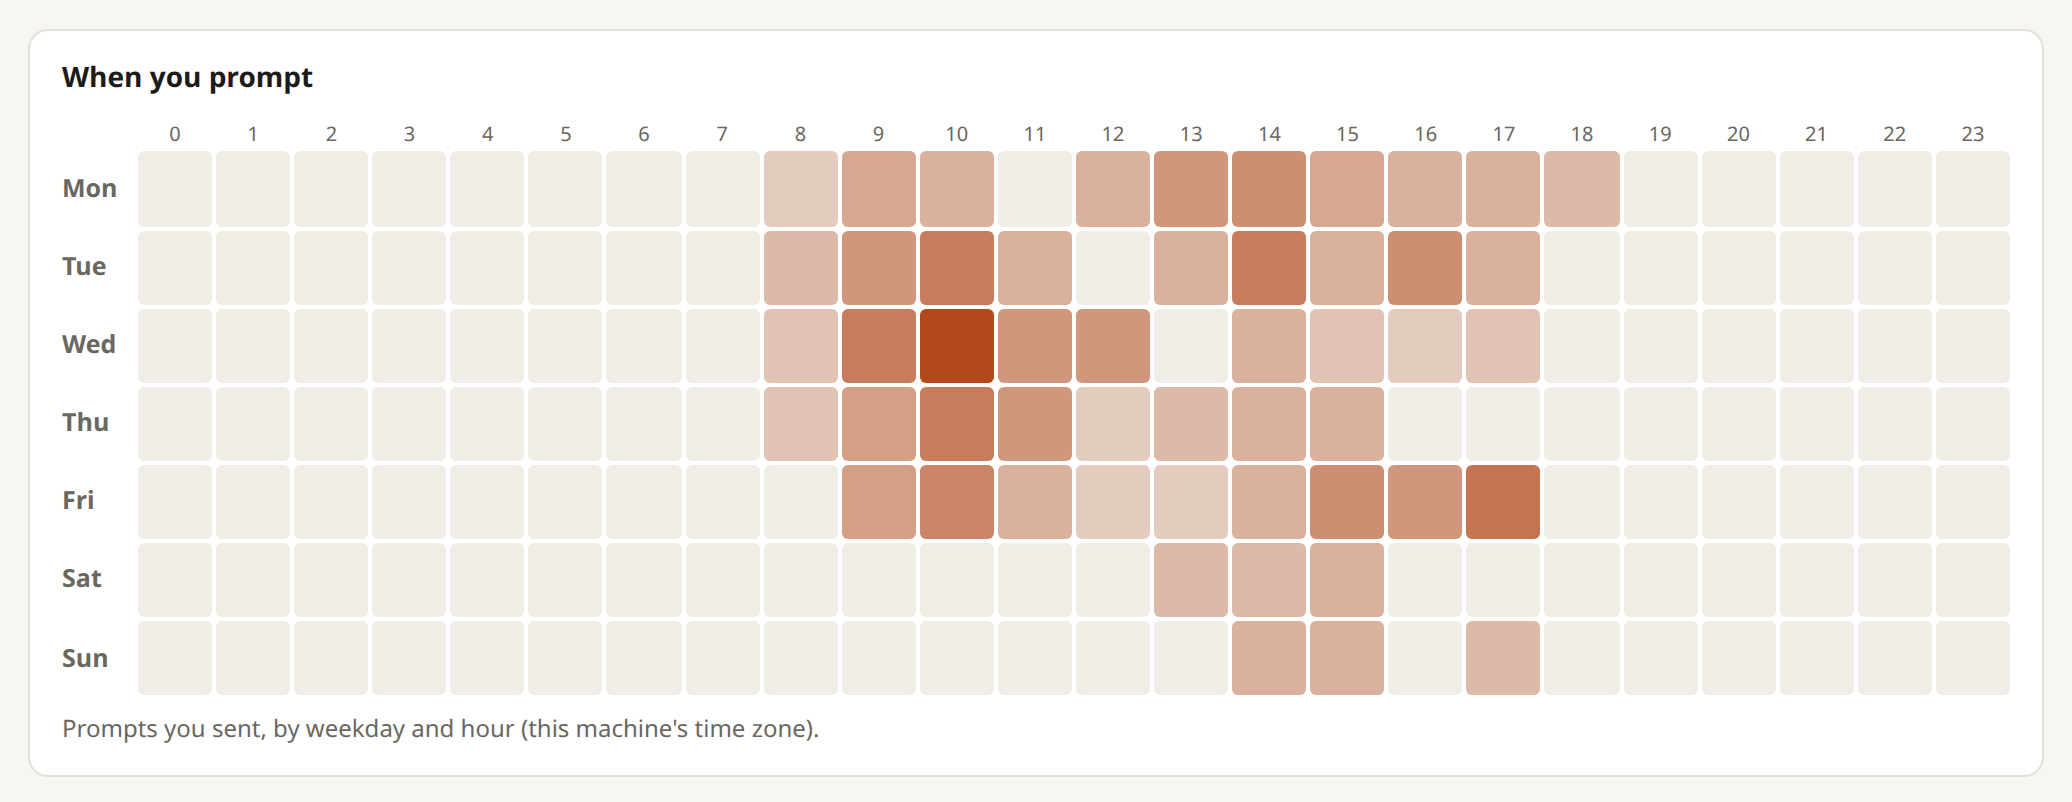 When you prompt
0 1 2 3 4 5 6 7 8 9 10 11 12 13 14 15 16 17 18 19 20 21 22 23
Mon
Tue
Wed
Thu
Fri
Sat
Sun
Prompts you sent, by weekday and hour (this machine's time zone).